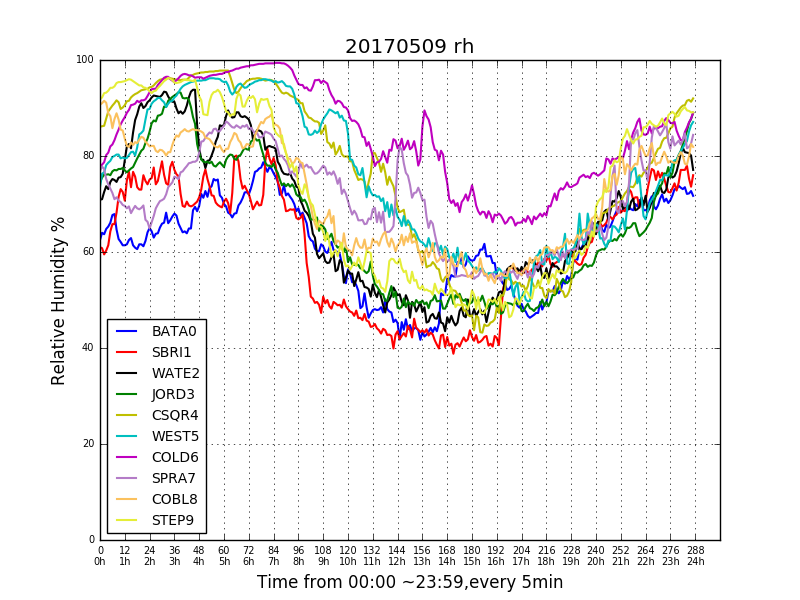 20170509 rh
Relative Humidity %
100
80
60
40
20
0
BATA0
SBRI1
WATE2
JORD3
CSQR4
WEST5
COLD6
SPRA7
COBL8
STEP9
0 12 24 36 48 60 72 84 96 108 120 132 144 156 168 180 192 204 216 228 240 252 264 276 288
0h 1h 2h 3h 4h 5h 6h 7h 8h 9h 10h 11h 12h 13h 14h 15h 16h 17h 18h 19h 20h 21h 22h 23h 24h
Time from 00:00 ~23:59,every 5min